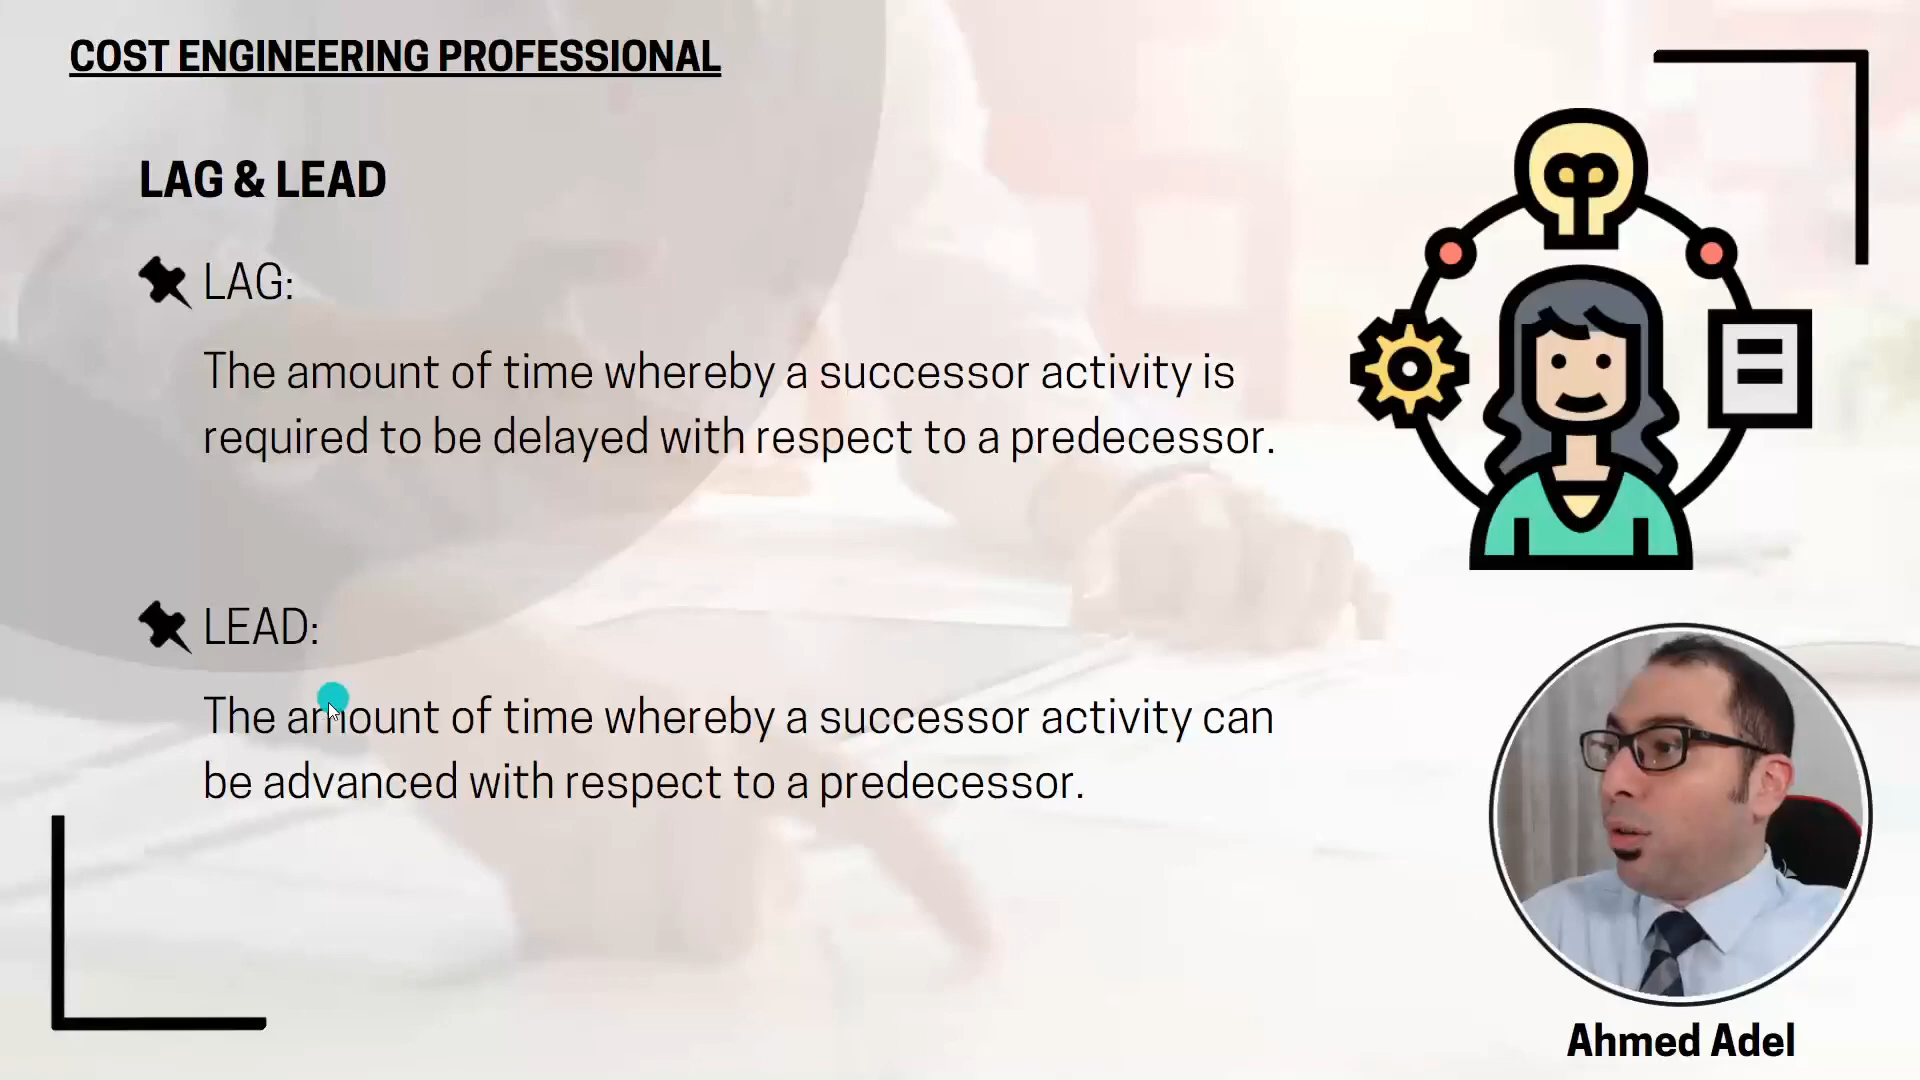 COST ENGINEERING PROFESSIONAL
LAG & LEAD
LAG:
The amount of time whereby a successor activity is
required to be delayed with respect to a predecessor.
LEAD:
The amount of time whereby a successor activity can
be advanced with respect to a predecessor.
Ahmed Adel